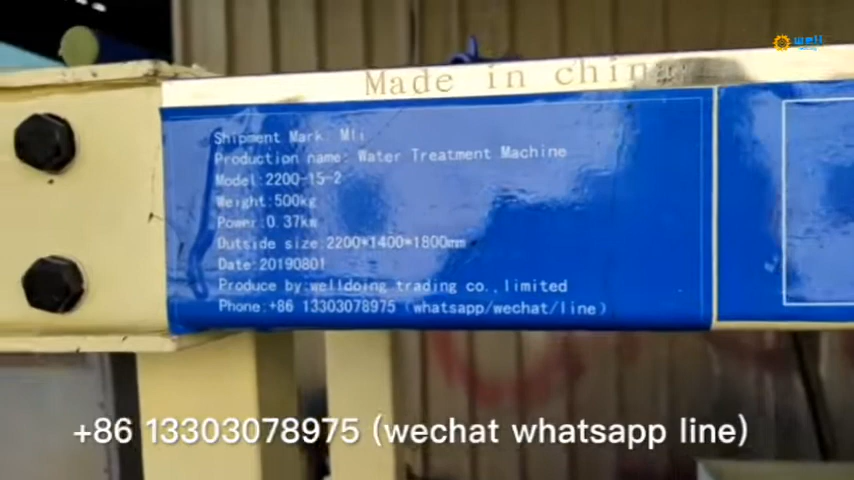 well
Made in china
Shipment Mark: Mli
Production name: Water Treatment Machine
Model:2200-15-2
Weight:500kg
Power:0.37kw
Outside size:2200*1400*1800mm
Date:20190801
Produce by:welldoing trading co.,limited
Phone:+86 13303078975 (whatsapp/wechat/line)
+86 13303078975 (wechat whatsapp line)